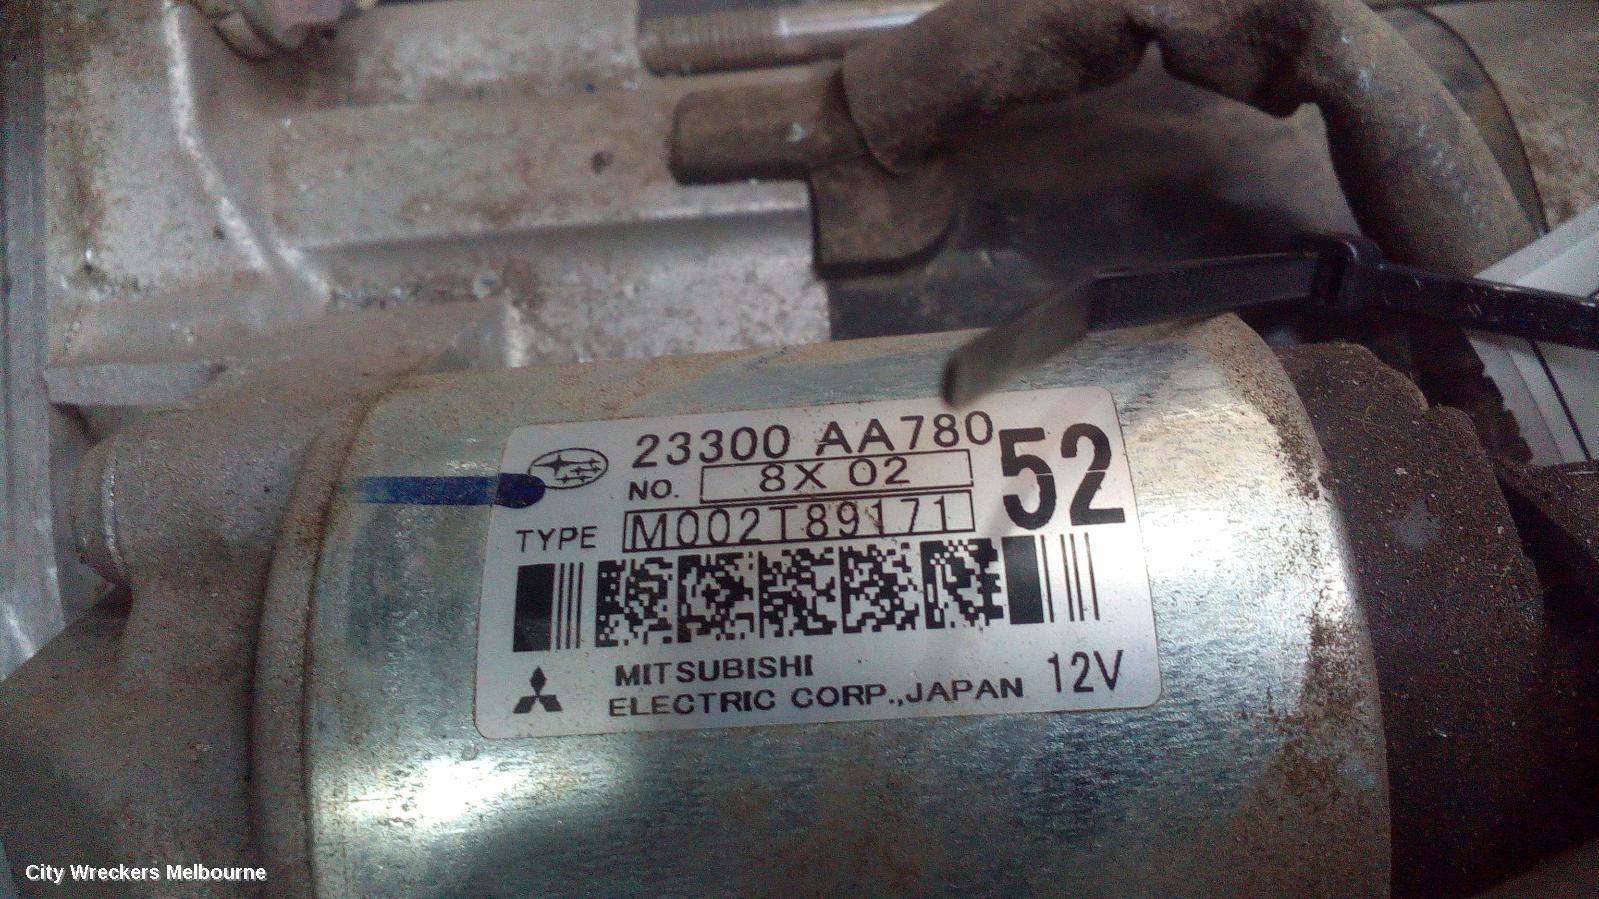 23300 AA780
52
NO. 8X 02
TYPE M002T89171
MITSUBISHI
ELECTRIC CORP.,JAPAN 12V
City Wreckers Melbourne